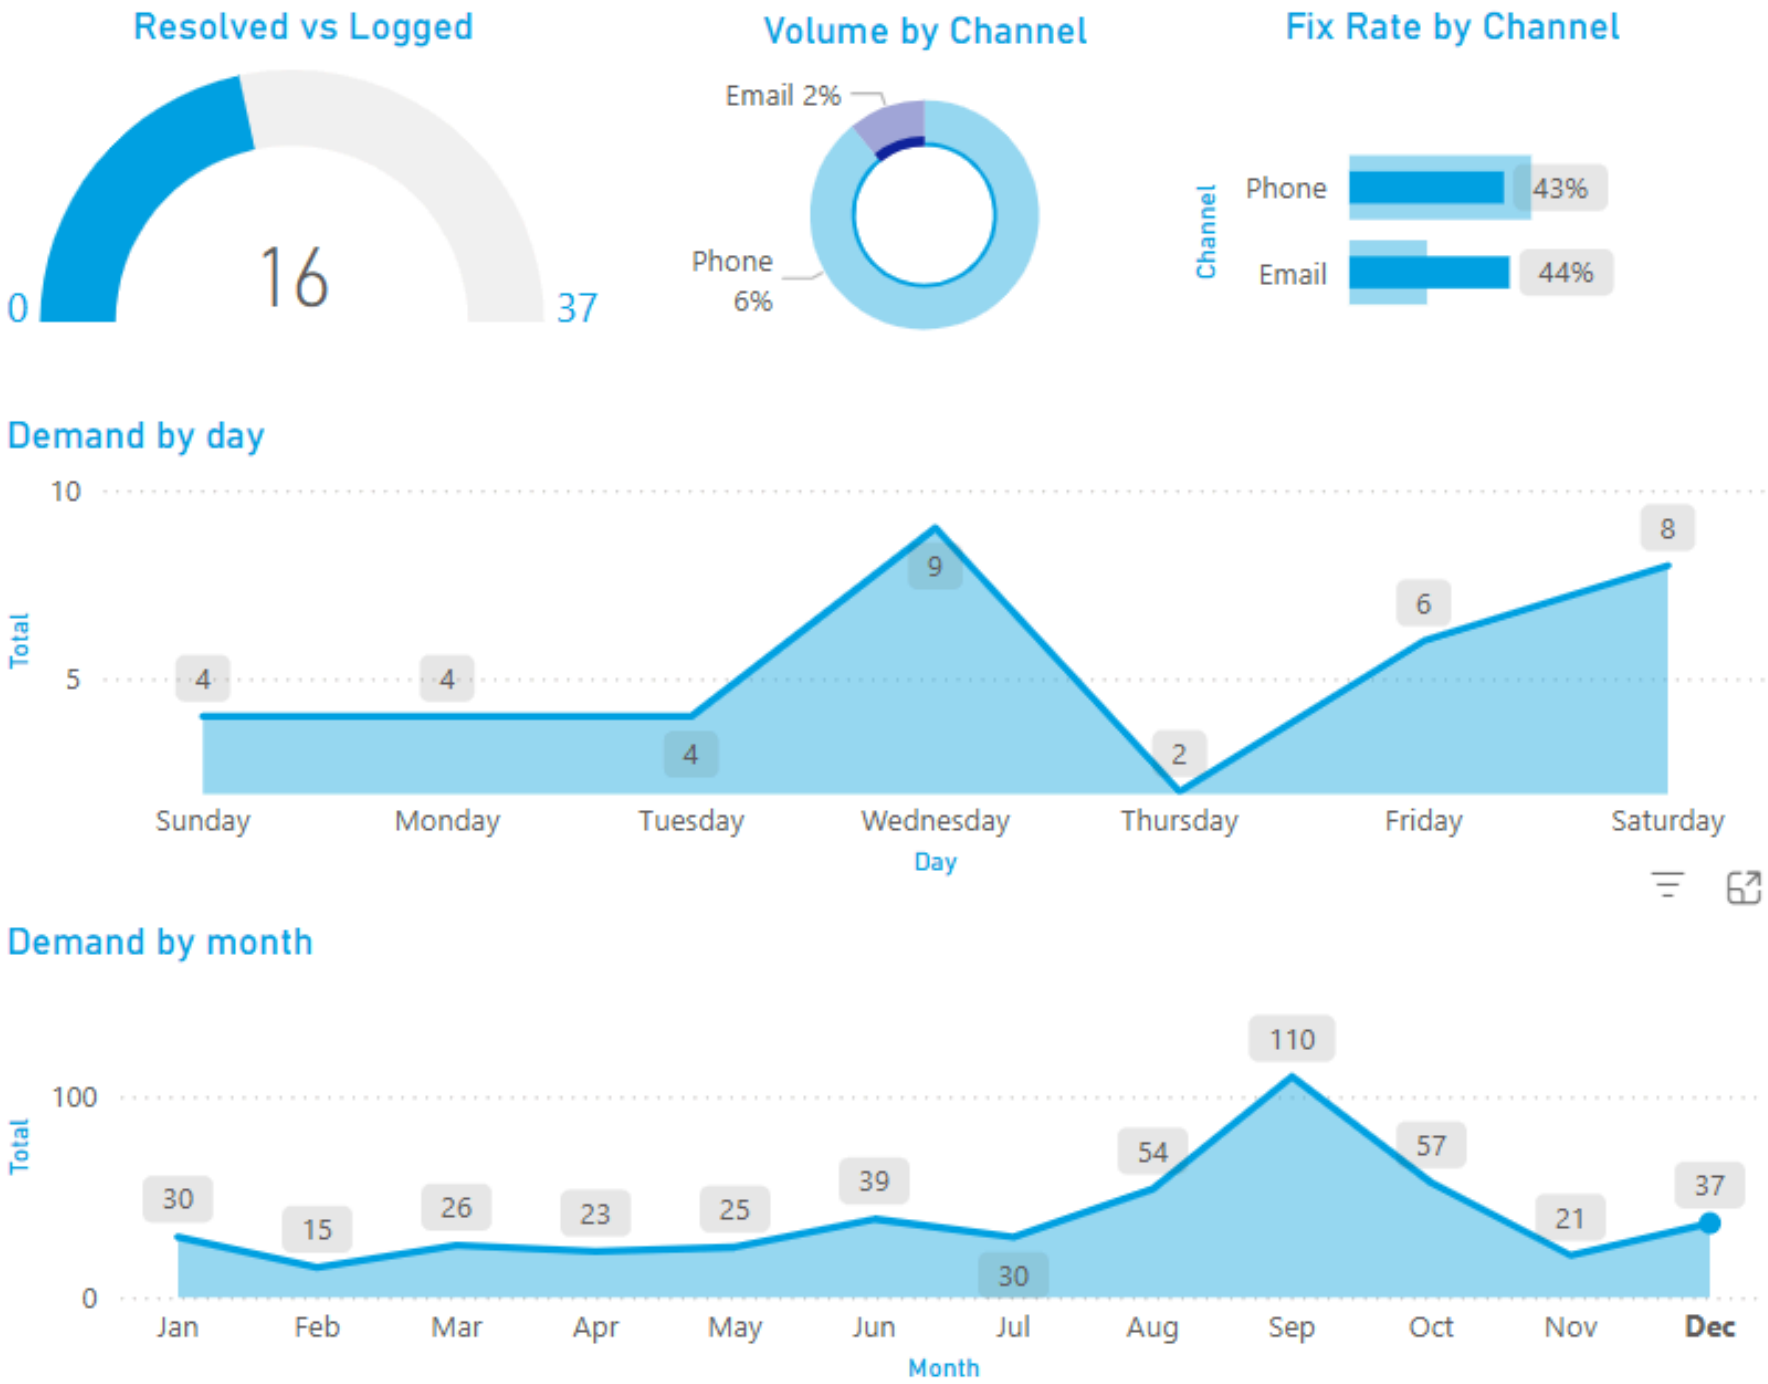 Resolved vs Logged
0
16
37
Volume by Channel
Email 2%
Phone
6%
Fix Rate by Channel
Channel
Phone
43%
Email
44%
Demand by day
Total
10
5
4
4
4
9
2
6
8
Sunday
Monday
Tuesday
Wednesday
Thursday
Friday
Saturday
Day
Demand by month
Total
100
0
30
15
26
23
25
39
30
54
110
57
21
37
Jan
Feb
Mar
Apr
May
Jun
Jul
Aug
Sep
Oct
Nov
Dec
Month